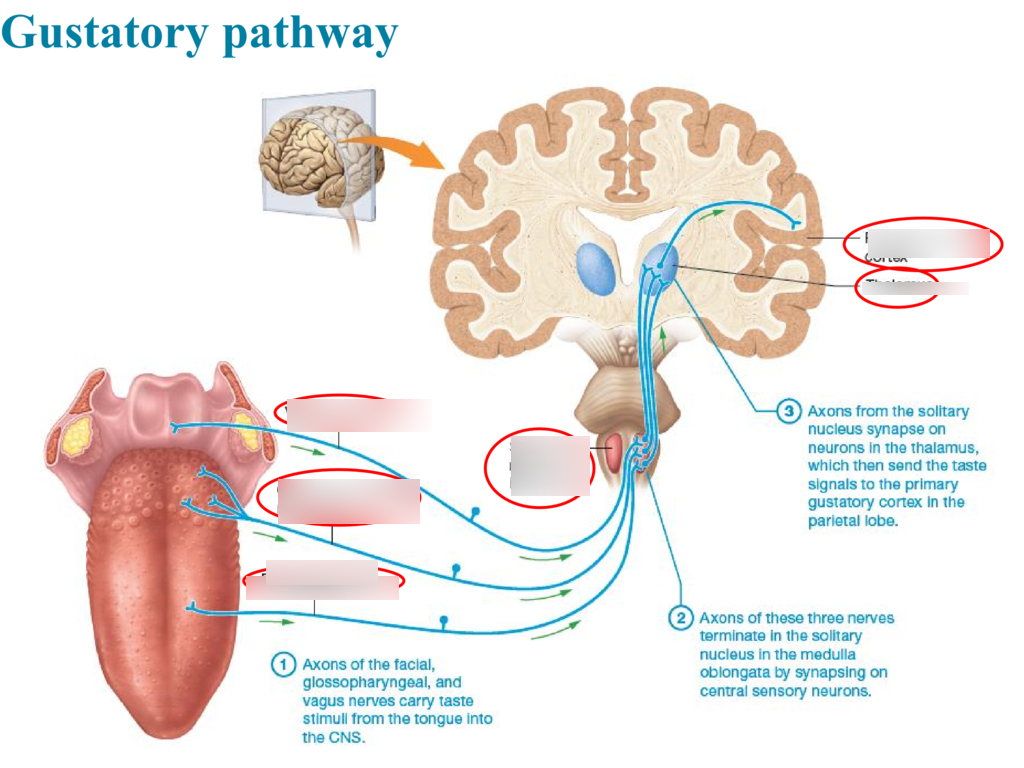 Gustatory pathway
cortex
Thalamus
3 Axons from the solitary
nucleus synapse on
neurons in the thalamus,
which then send the taste
signals to the primary
gustatory cortex in the
parietal lobe.
2 Axons of these three nerves
terminate in the solitary
nucleus in the medulla
oblongata by synapsing on
central sensory neurons.
1 Axons of the facial,
glossopharyngeal, and
vagus nerves carry taste
stimuli from the tongue into
the CNS.